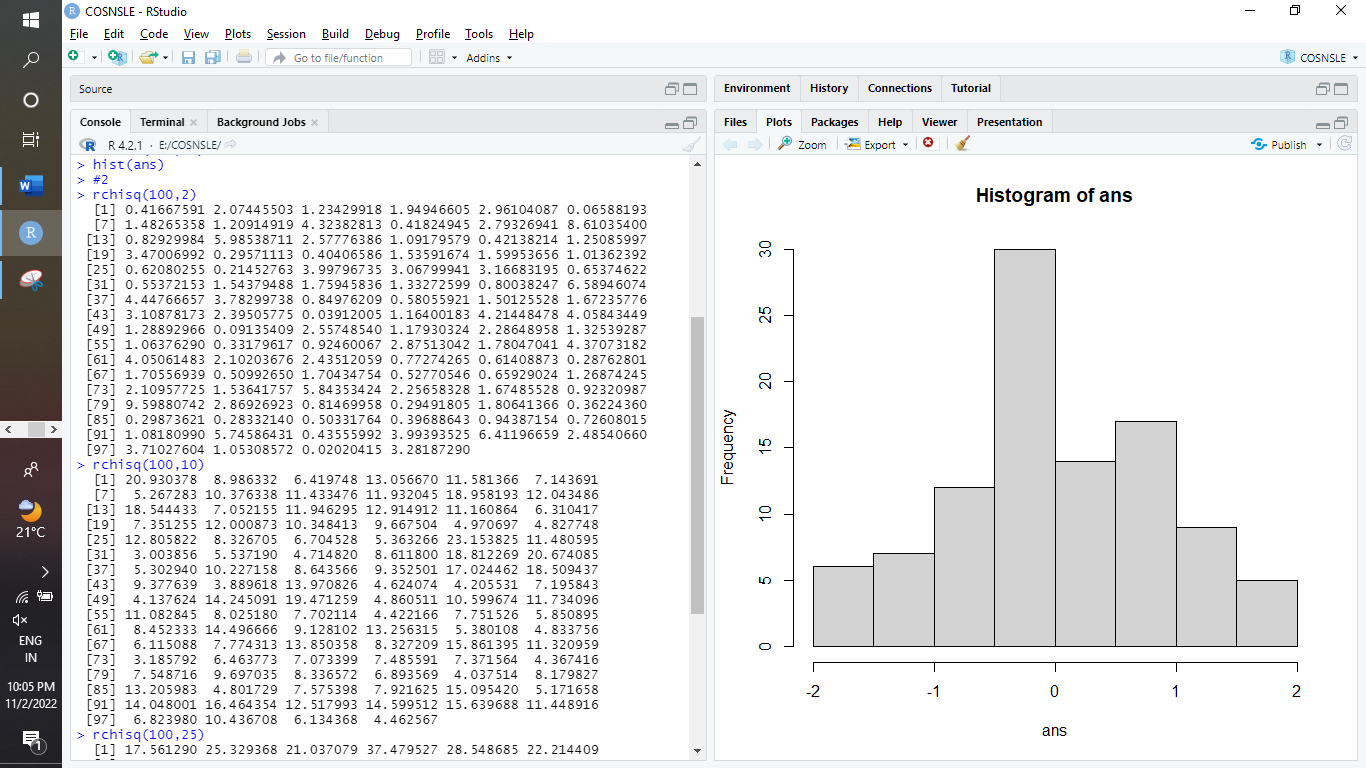 COSNSLE - RStudio
File Edit Code View Plots Session Build Debug Profile Tools Help
Go to file/function Addins COSNSLE
Source
Console Terminal Background Jobs
R 4.2.1 · E:/COSNSLE/
> hist(ans)
> #2
> rchisq(100,2)
[1] 0.41667591 2.07445503 1.23429918 1.94946605 2.96104087 0.06588193
[7] 1.48265358 1.20914919 4.32382813 0.41824945 2.79326941 8.61035400
[13] 0.82929984 5.98538711 2.57776386 1.09179579 0.42138214 1.25085997
[19] 3.47006992 0.29571113 0.40406586 1.53591674 1.59953656 1.01362392
[25] 0.62080255 0.21452763 3.99796735 3.06799941 3.16683195 0.65374622
[31] 0.55372153 1.54379488 1.75945836 1.33272599 0.80038247 6.58946074
[37] 4.44766657 3.78299738 0.84976209 0.58055921 1.50125528 1.67235776
[43] 3.10878173 2.39505775 0.03912005 1.16400183 4.21448478 4.05843449
[49] 1.28892966 0.09135409 2.55748540 1.17930324 2.28648958 1.32539287
[55] 1.06376290 0.33179617 0.92460067 2.87513042 1.78047041 4.37073182
[61] 4.05061483 2.10203676 2.43512059 0.77274265 0.61408873 0.28762801
[67] 1.70556939 0.50992650 1.70434754 0.52770546 0.65929024 1.26874245
[73] 2.10957725 1.53641757 5.84353424 2.25658328 1.67485528 0.92320987
[79] 9.59880742 2.86926923 0.81469958 0.29491805 1.80641366 0.36224360
[85] 0.29873621 0.28332140 0.50331764 0.39688643 0.94387154 0.72608015
[91] 1.08180990 5.74586431 0.43555992 3.99393525 6.41196659 2.48540660
[97] 3.71027604 1.05308572 0.02020415 3.28187290
> rchisq(100,10)
[1] 20.930378 8.986332 6.419748 13.056670 11.581366 7.143691
[7] 5.267283 10.376338 11.433476 11.932045 18.958193 12.043486
[13] 18.544433 7.052155 11.946295 12.914912 11.160864 6.310417
[19] 7.351255 12.000873 10.348413 9.667504 4.970697 4.827748
[25] 12.805822 8.326705 6.704528 5.363266 23.153825 11.480595
[31] 3.003856 5.537190 4.714820 8.611800 18.812269 20.674085
[37] 5.302940 10.227158 8.643566 9.352501 17.024462 18.509437
[43] 9.377639 3.889618 13.970826 4.624074 4.205531 7.195843
[49] 4.137624 14.245091 19.471259 4.860511 10.599674 11.734096
[55] 11.082845 8.025180 7.702114 4.422166 7.751526 5.850895
[61] 8.452333 14.496666 9.128102 13.256315 5.380108 4.833756
[67] 6.115088 7.774313 13.850358 8.327209 15.861395 11.320959
[73] 3.185792 6.463773 7.073399 7.485591 7.371564 4.367416
[79] 7.548716 9.697035 8.336572 6.893569 4.037514 8.179827
[85] 13.205983 4.801729 7.575398 7.921625 15.095420 5.171658
[91] 14.048001 16.464354 12.517993 14.599512 15.639688 11.448916
[97] 6.823980 10.436708 6.134368 4.462567
> rchisq(100,25)
[1] 17.561290 25.329368 21.037079 37.479527 28.548685 22.214409
Environment History Connections Tutorial
Files Plots Packages Help Viewer Presentation
Zoom Export Publish
Histogram of ans
Frequency
30
25
20
15
10
5
0
-2 -1 0 1 2
ans
21°C
ENG
IN
10:05 PM
11/2/2022
1